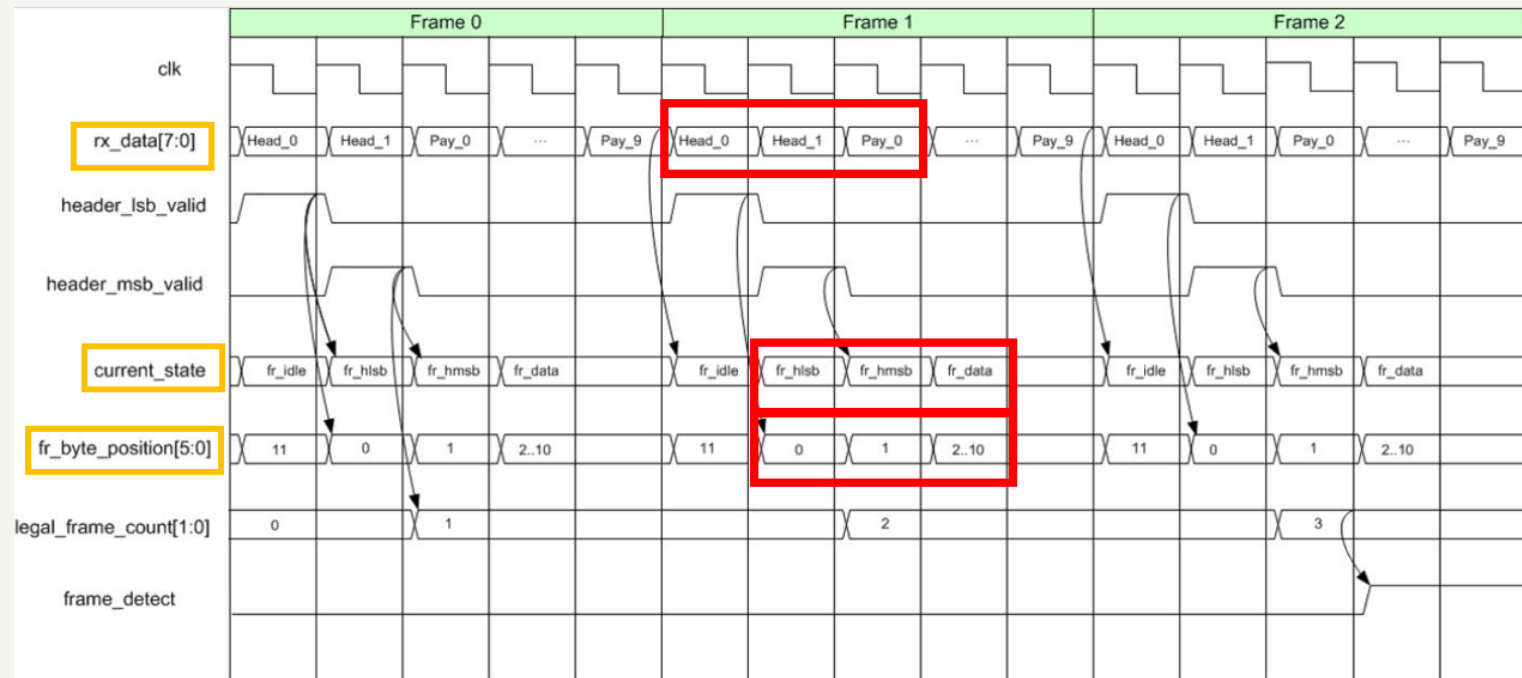 Frame 0 Frame 1 Frame 2
clk
rx_data[7:0] Head_0 Head_1 Pay_0 ... Pay_9 Head_0 Head_1 Pay_0 ... Pay_9 Head_0 Head_1 Pay_0 ... Pay_9
header_lsb_valid
header_msb_valid
current_state fr_idle fr_hlsb fr_hmsb fr_data fr_idle fr_hlsb fr_hmsb fr_data fr_idle fr_hlsb fr_hmsb fr_data
fr_byte_position[5:0] 11 0 1 2..10 11 0 1 2..10 11 0 1 2..10
legal_frame_count[1:0] 0 1 2 3
frame_detect